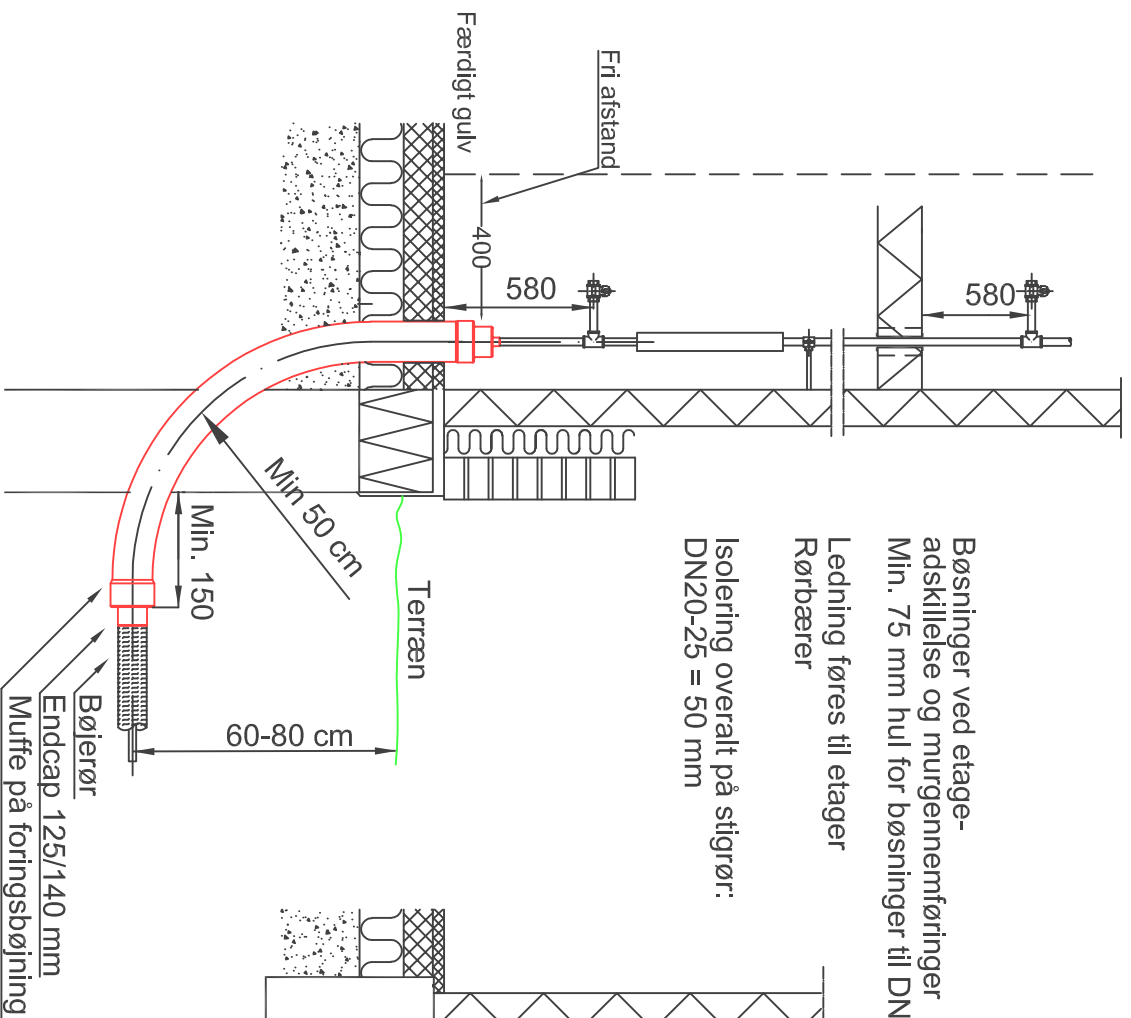 Færdigt gulv
Fri afstand
400
580
580
Bøsninger ved etage-
adskillelse og murgennemføringer
Min. 75 mm hul for bøsninger til DN
Ledning føres til etager
Rørbærer
Isolering overalt på stigrør:
DN20-25 = 50 mm
Min 50 cm
Min. 150
Terræn
60-80 cm
Bøjerør
Endcap 125/140 mm
Muffe på foringsbøjning